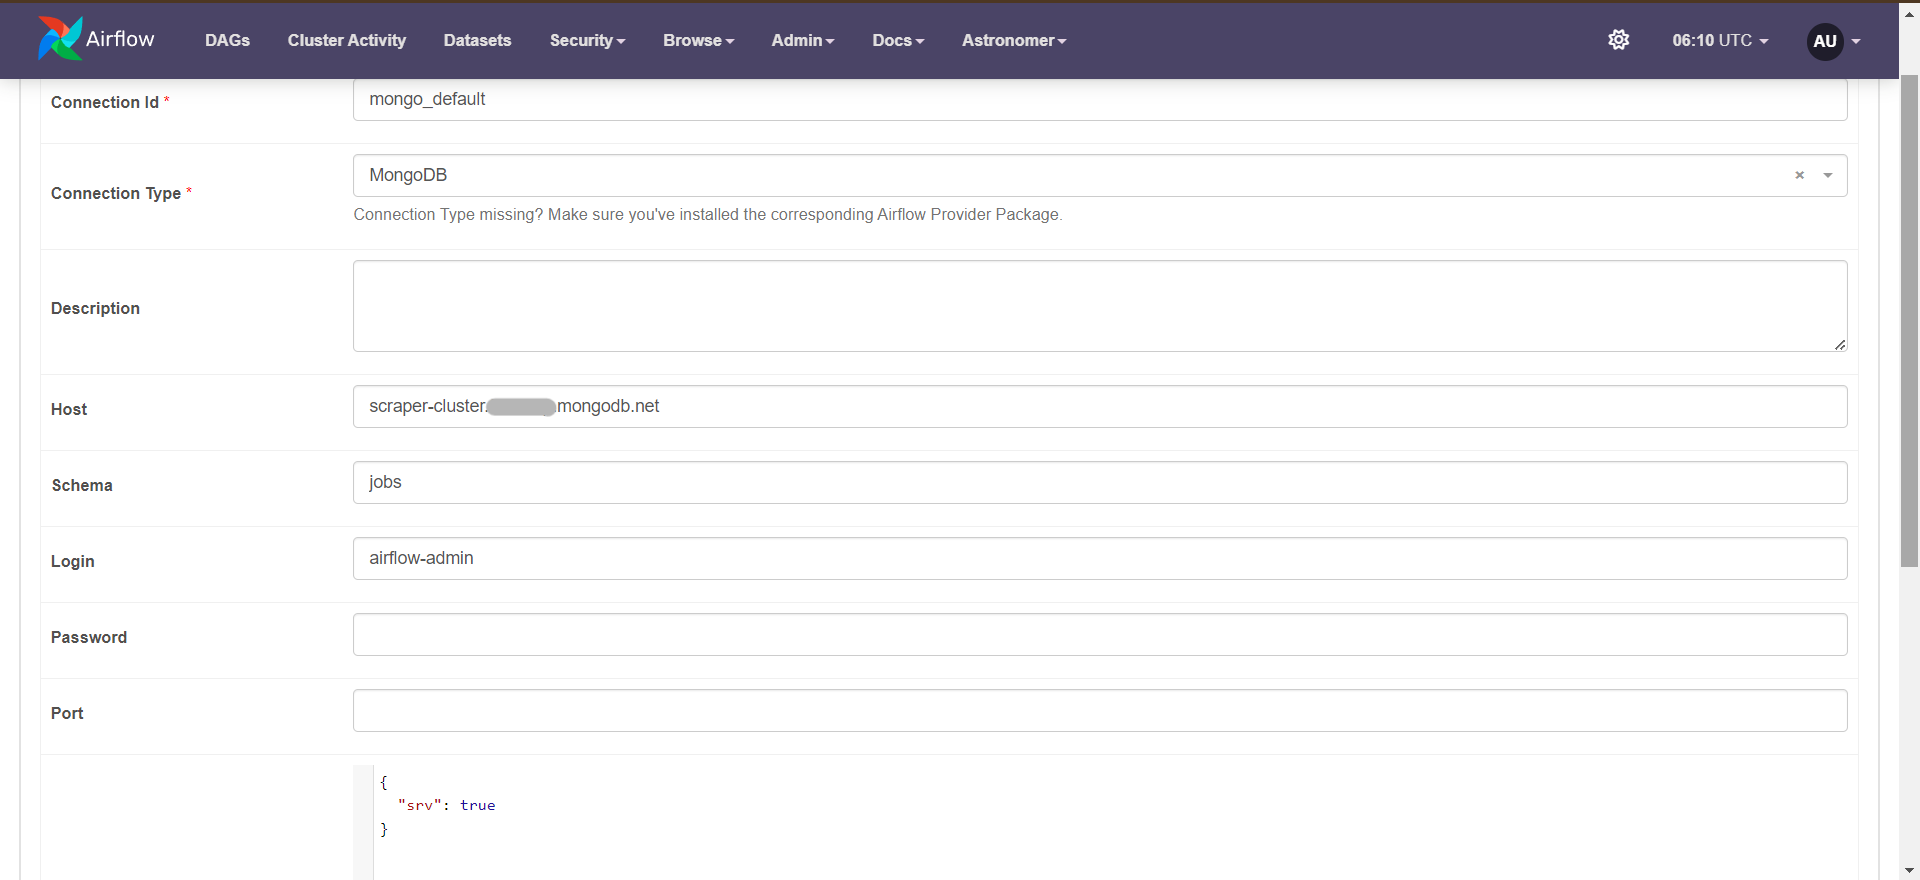 Airflow DAGs Cluster Activity Datasets Security Browse Admin Docs Astronomer 06:10 UTC AU
Connection Id * mongo_default
Connection Type * MongoDB
Connection Type missing? Make sure you've installed the corresponding Airflow Provider Package.
Description
Host scraper-cluster. .mongodb.net
Schema jobs
Login airflow-admin
Password
Port
{
"srv": true
}